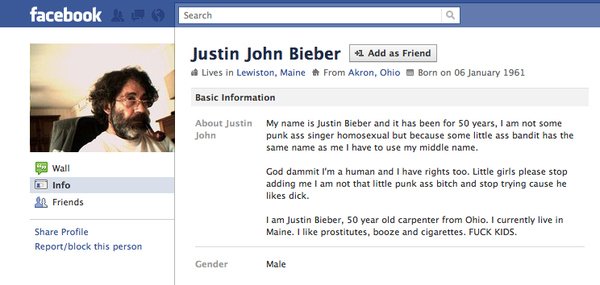 facebook
Search
Justin John Bieber
+1 Add as Friend
Lives in Lewiston, Maine From Akron, Ohio Born on 06 January 1961
Basic Information
About Justin John
My name is Justin Bieber and it has been for 50 years, I am not some
punk ass singer homosexual but because some little ass bandit has the
same name as me I have to use my middle name.
God dammit I'm a human and I have rights too. Little girls please stop
adding me I am not that little punk ass bitch and stop trying cause he
likes dick.
I am Justin Bieber, 50 year old carpenter from Ohio. I currently live in
Maine. I like prostitutes, booze and cigarettes. FUCK KIDS.
Gender Male
Wall
Info
Friends
Share Profile
Report/block this person